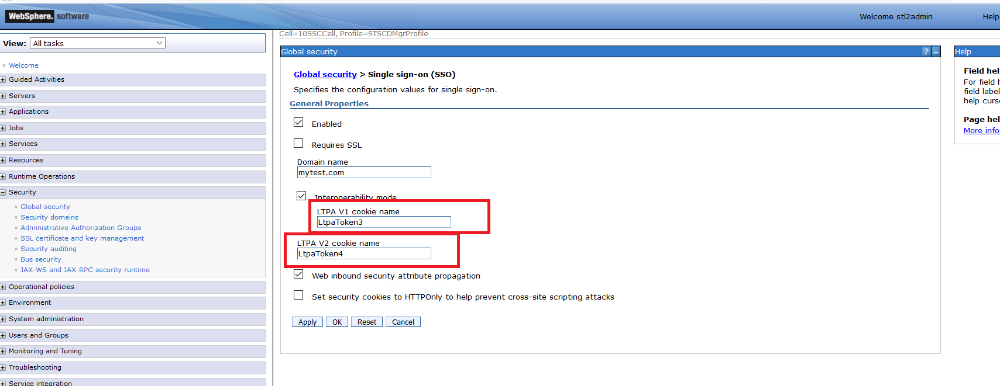 WebSphere. software
Welcome stl2admin
Help
View: All tasks
Welcome
Guided Activities
Servers
Applications
Jobs
Services
Resources
Runtime Operations
Security
Global security
Security domains
Administrative Authorization Groups
SSL certificate and key management
Security auditing
Bus security
JAX-WS and JAX-RPC security runtime
Operational policies
Environment
System administration
Users and Groups
Monitoring and Tuning
Troubleshooting
Service integration
Cell=10SSCCell, Profile=STSCDMgrProfile
Global security ? –
Global security > Single sign-on (SSO)
Specifies the configuration values for single sign-on.
General Properties
Enabled
Requires SSL
Domain name
mytest.com
Interoperability mode
LTPA V1 cookie name
LtpaToken3
LTPA V2 cookie name
LtpaToken4
Web inbound security attribute propagation
Set security cookies to HTTPOnly to help prevent cross-site scripting attacks
Apply OK Reset Cancel
Help
Field hel
For field h
field label
help curs
Page hel
More info